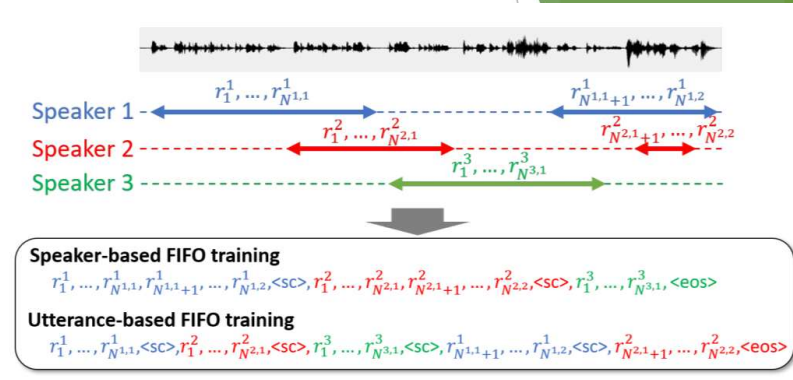 r_1^1, ..., r_{N^{1,1}}^1 r_{N^{1,1}+1}^1, ..., r_{N^{1,2}}^1
Speaker 1
r_1^2, ..., r_{N^{2,1}}^2 r_{N^{2,1}+1}^2, ..., r_{N^{2,2}}^2
Speaker 2
r_1^3, ..., r_{N^{3,1}}^3
Speaker 3
Speaker-based FIFO training
r_1^1, ..., r_{N^{1,1}}^1, r_{N^{1,1}+1}^1, ..., r_{N^{1,2}}^1,<sc>, r_1^2, ..., r_{N^{2,1}}^2, r_{N^{2,1}+1}^2, ..., r_{N^{2,2}}^2,<sc>, r_1^3, ..., r_{N^{3,1}}^3,<eos>
Utterance-based FIFO training
r_1^1, ..., r_{N^{1,1}}^1,<sc>,r_1^2, ..., r_{N^{2,1}}^2,<sc>, r_1^3, ..., r_{N^{3,1}}^3,<sc>, r_{N^{1,1}+1}^1, ..., r_{N^{1,2}}^1,<sc>, r_{N^{2,1}+1}^2, ..., r_{N^{2,2}}^2,<eos>